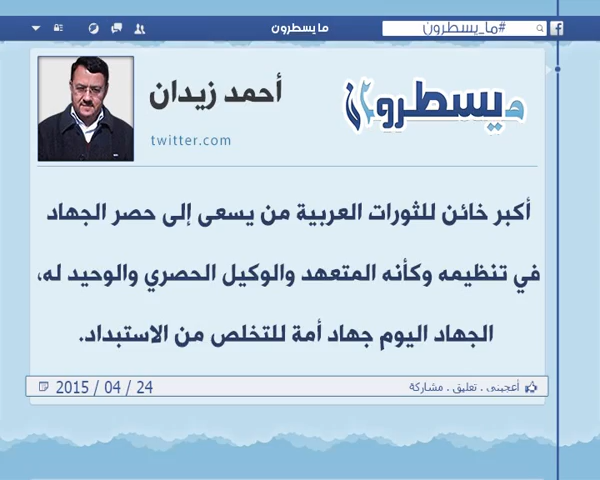 #ما_يسطرون
ما يسطرون
أحمد زيدان
ما يسطرون
twitter.com
أكبر خائن للثورات العربية من يسعى إلى حصر الجهاد
في تنظيمه وكأنه المتعهد والوكيل الحصري والوحيد له،
الجهاد اليوم جهاد أمة للتخلص من الاستبداد.
أعجبني . تعليق . مشاركة
2015 / 04 / 24